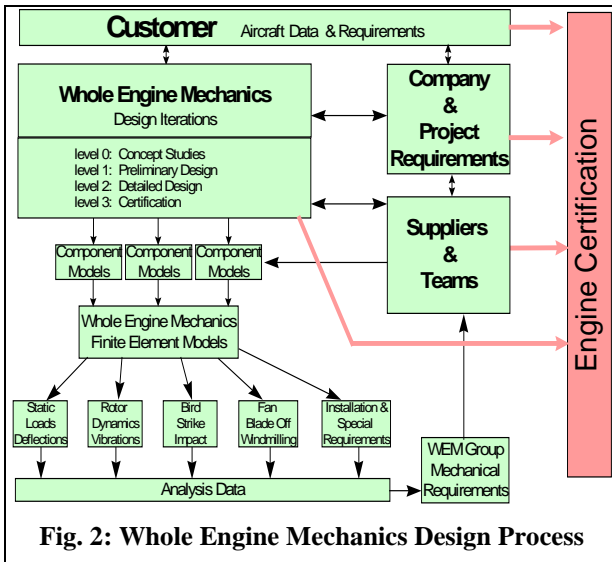 Customer Aircraft Data & Requirements
Whole Engine Mechanics
Design Iterations
level 0: Concept Studies
level 1: Preliminary Design
level 2: Detailed Design
level 3: Certification
Company
&
Project
Requirements
Suppliers
&
Teams
Component
Models
Component
Models
Component
Models
Whole Engine Mechanics
Finite Element Models
Static
Loads
Deflections
Rotor
Dynamics
Vibrations
Bird
Strike
Impact
Fan
Blade Off
Windmilling
Installation &
Special
Requirements
WEM Group
Mechanical
Requirements
Analysis Data
Engine Certification
Fig. 2: Whole Engine Mechanics Design Process